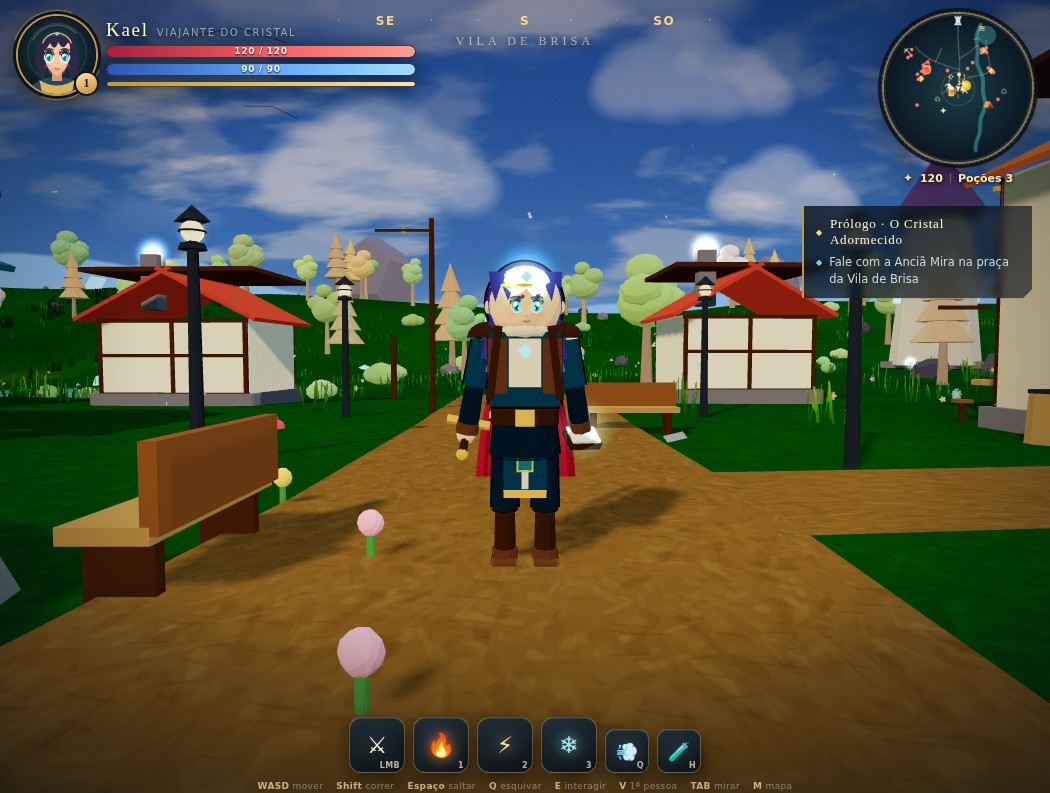 SE S SO
Kael VIAJANTE DO CRISTAL
VILA DE BRISA
120 / 120
90 / 90
1
120 Poções 3
Prólogo · O Cristal
Adormecido
Fale com a Anciã Mira na praça
da Vila de Brisa
LMB 1 2 3 Q H
WASD mover Shift correr Espaço saltar Q esquivar E interagir V 1ª pessoa TAB mirar M mapa